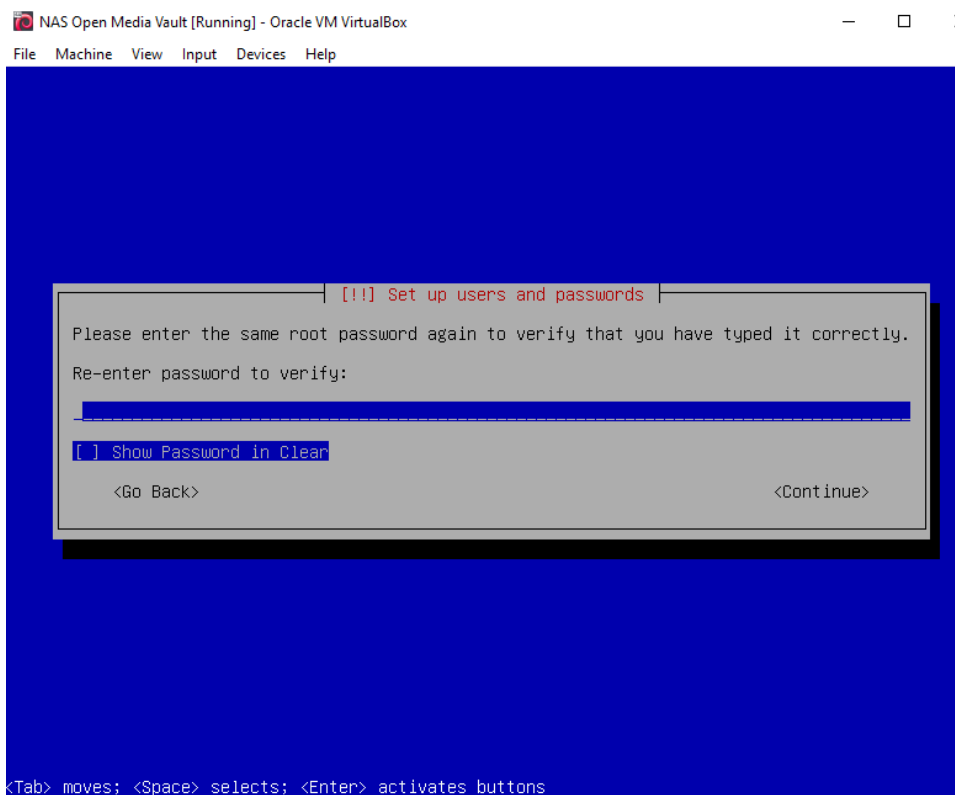 NAS Open Media Vault [Running] - Oracle VM VirtualBox
File Machine View Input Devices Help
[!!] Set up users and passwords
Please enter the same root password again to verify that you have typed it correctly.
Re-enter password to verify:
[ ] Show Password in Clear
<Go Back> <Continue>
<Tab> moves; <Space> selects; <Enter> activates buttons